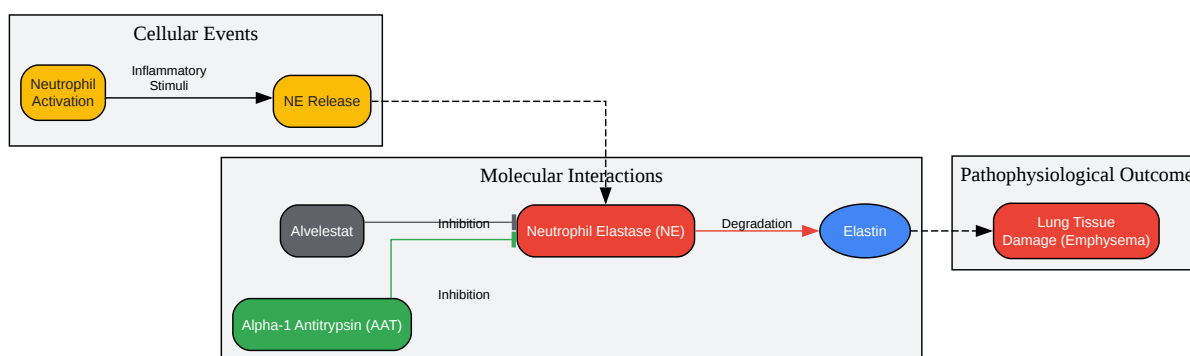 Cellular Events
Neutrophil
Activation
Inflammatory
Stimuli
NE Release
Molecular Interactions
Alvelestat
Inhibition
Neutrophil Elastase (NE)
Degradation
Elastin
Inhibition
Alpha-1 Antitrypsin (AAT)
Pathophysiological Outcome
Lung Tissue
Damage (Emphysema)